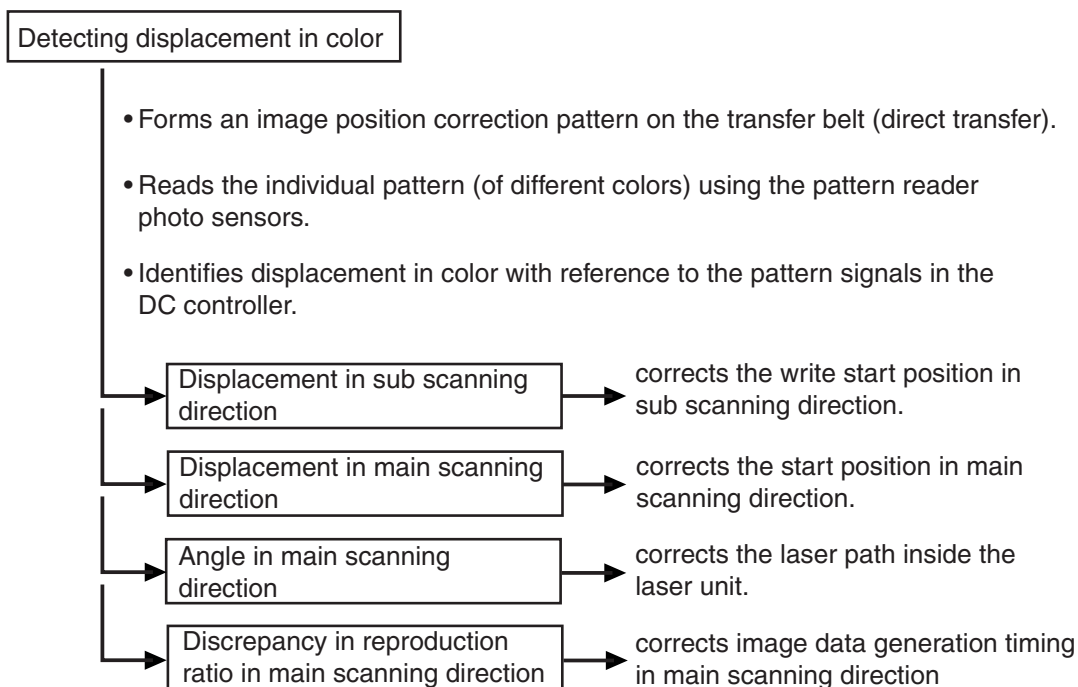 Detecting displacement in color
• Forms an image position correction pattern on the transfer belt (direct transfer).
• Reads the individual pattern (of different colors) using the pattern reader
photo sensors.
• Identifies displacement in color with reference to the pattern signals in the
DC controller.
Displacement in sub scanning
direction
corrects the write start position in
sub scanning direction.
Displacement in main scanning
direction
corrects the start position in main
scanning direction.
Angle in main scanning
direction
corrects the laser path inside the
laser unit.
Discrepancy in reproduction
ratio in main scanning direction
corrects image data generation timing
in main scanning direction